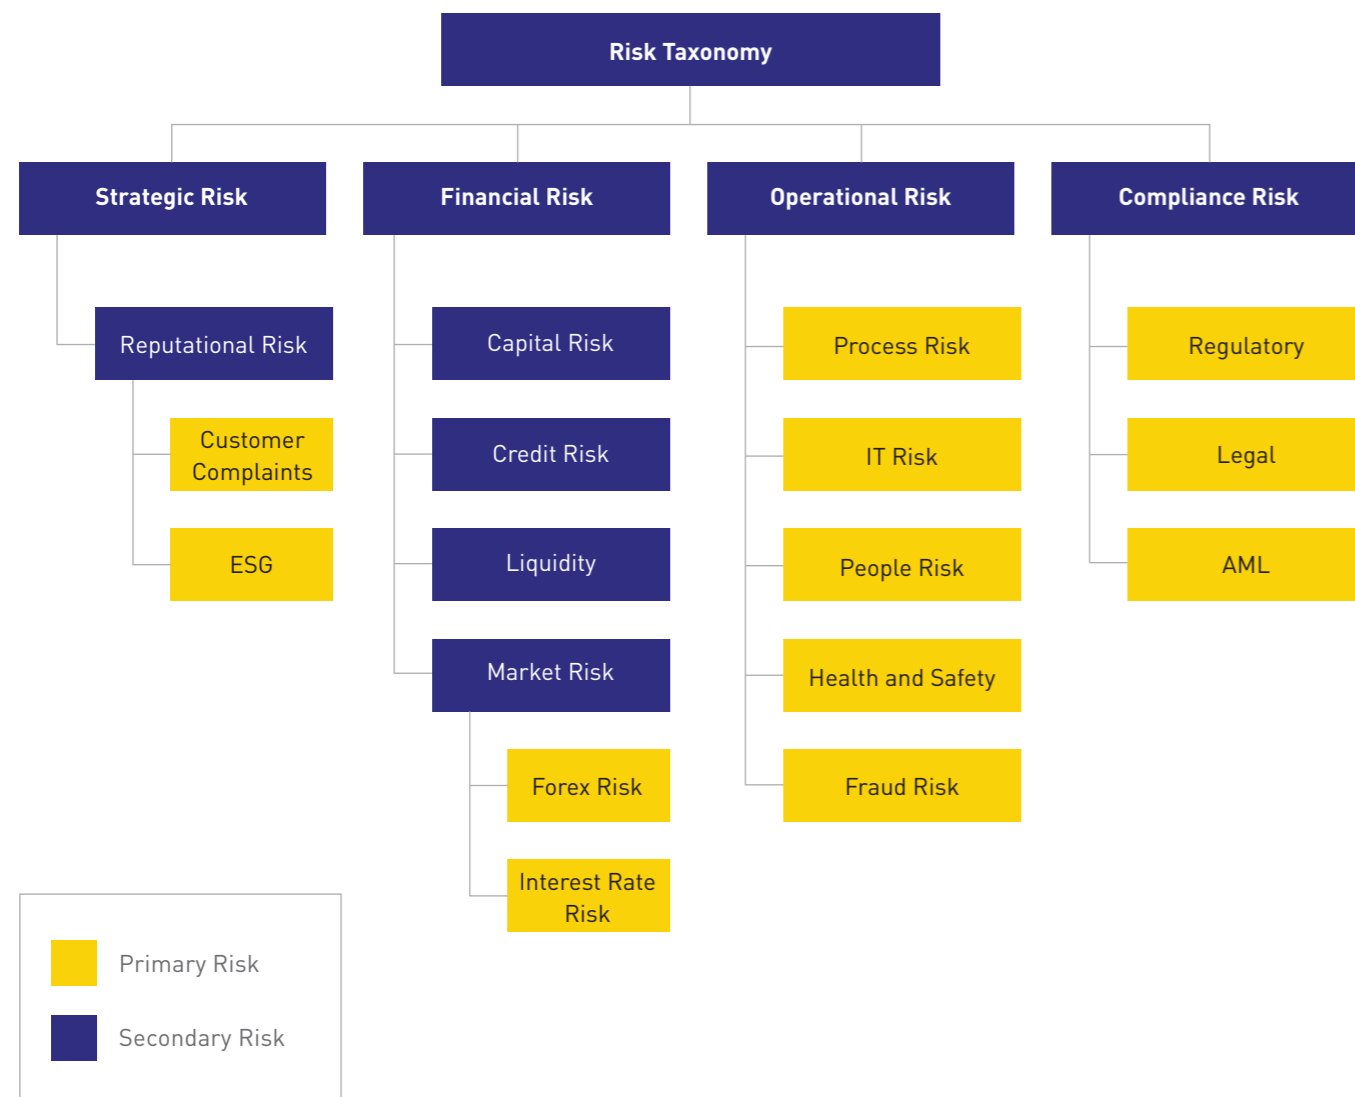 Risk Taxonomy
Strategic Risk
Financial Risk
Operational Risk
Compliance Risk
Reputational Risk
Customer
Complaints
ESG
Capital Risk
Credit Risk
Liquidity
Market Risk
Forex Risk
Interest Rate
Risk
Process Risk
IT Risk
People Risk
Health and Safety
Fraud Risk
Regulatory
Legal
AML
Primary Risk
Secondary Risk